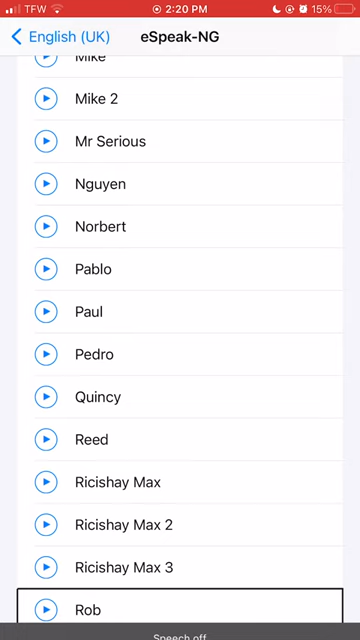 TFW 2:20 PM 15%
English (UK) eSpeak-NG
Mike
Mike 2
Mr Serious
Nguyen
Norbert
Pablo
Paul
Pedro
Quincy
Reed
Ricishay Max
Ricishay Max 2
Ricishay Max 3
Rob
Speech off